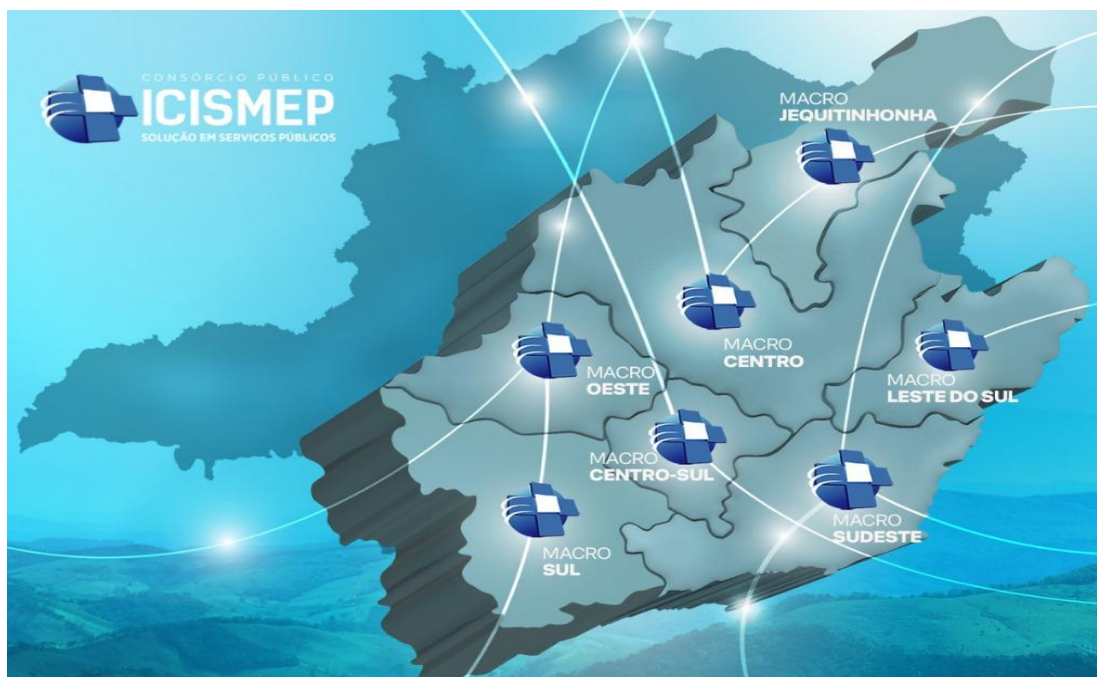 CONSÓRCIO PÚBLICO
ICISMEP
SOLUÇÃO EM SERVIÇOS PÚBLICOS
MACRO
JEQUITINHONHA
MACRO
CENTRO
MACRO
OESTE
MACRO
LESTE DO SUL
MACRO
CENTRO-SUL
MACRO
SUDESTE
MACRO
SUL